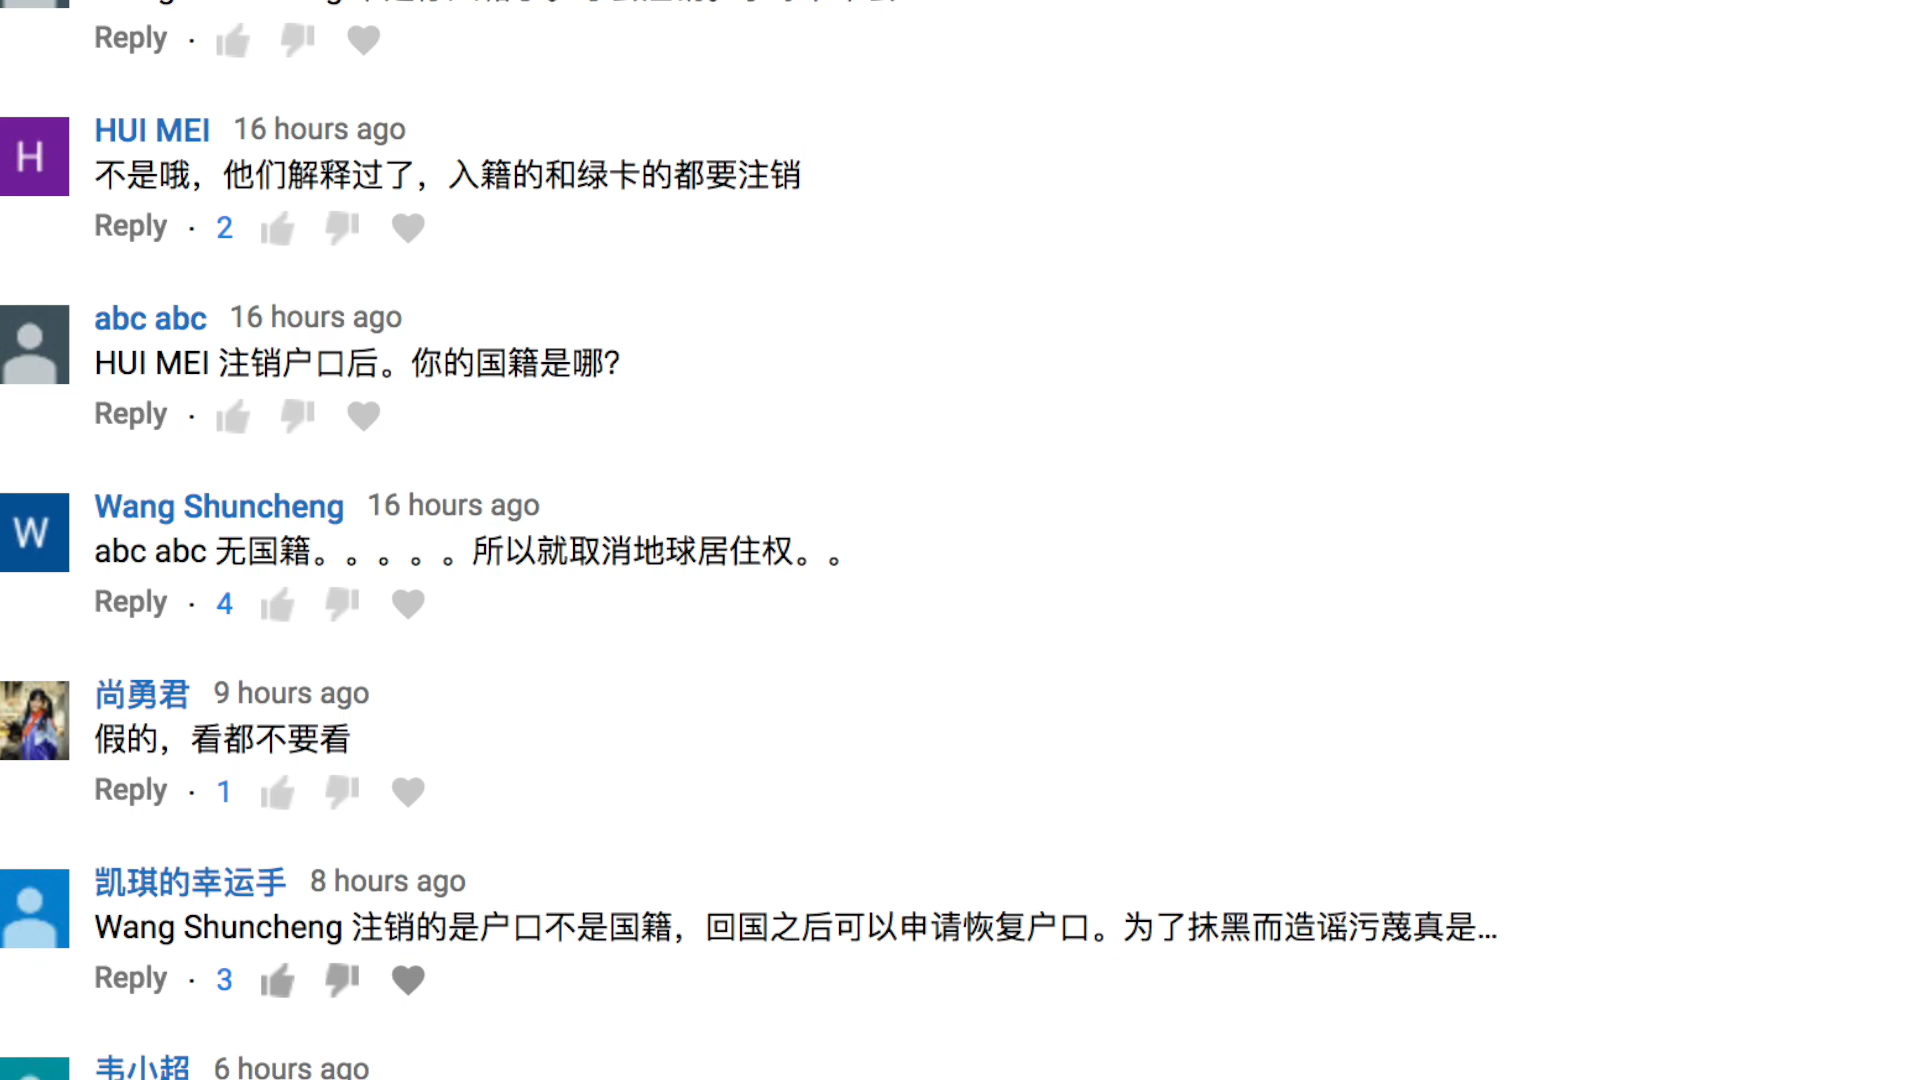 Reply ·
H
HUI MEI 16 hours ago
不是哦，他们解释过了，入籍的和绿卡的都要注销
Reply · 2
abc abc 16 hours ago
HUI MEI 注销户口后。你的国籍是哪?
Reply ·
W
Wang Shuncheng 16 hours ago
abc abc 无国籍。。。。。所以就取消地球居住权。。
Reply · 4
尚勇君 9 hours ago
假的，看都不要看
Reply · 1
凯琪的幸运手 8 hours ago
Wang Shuncheng 注销的是户口不是国籍，回国之后可以申请恢复户口。为了抹黑而造谣污蔑真是...
Reply · 3
韦小超 6 hours ago